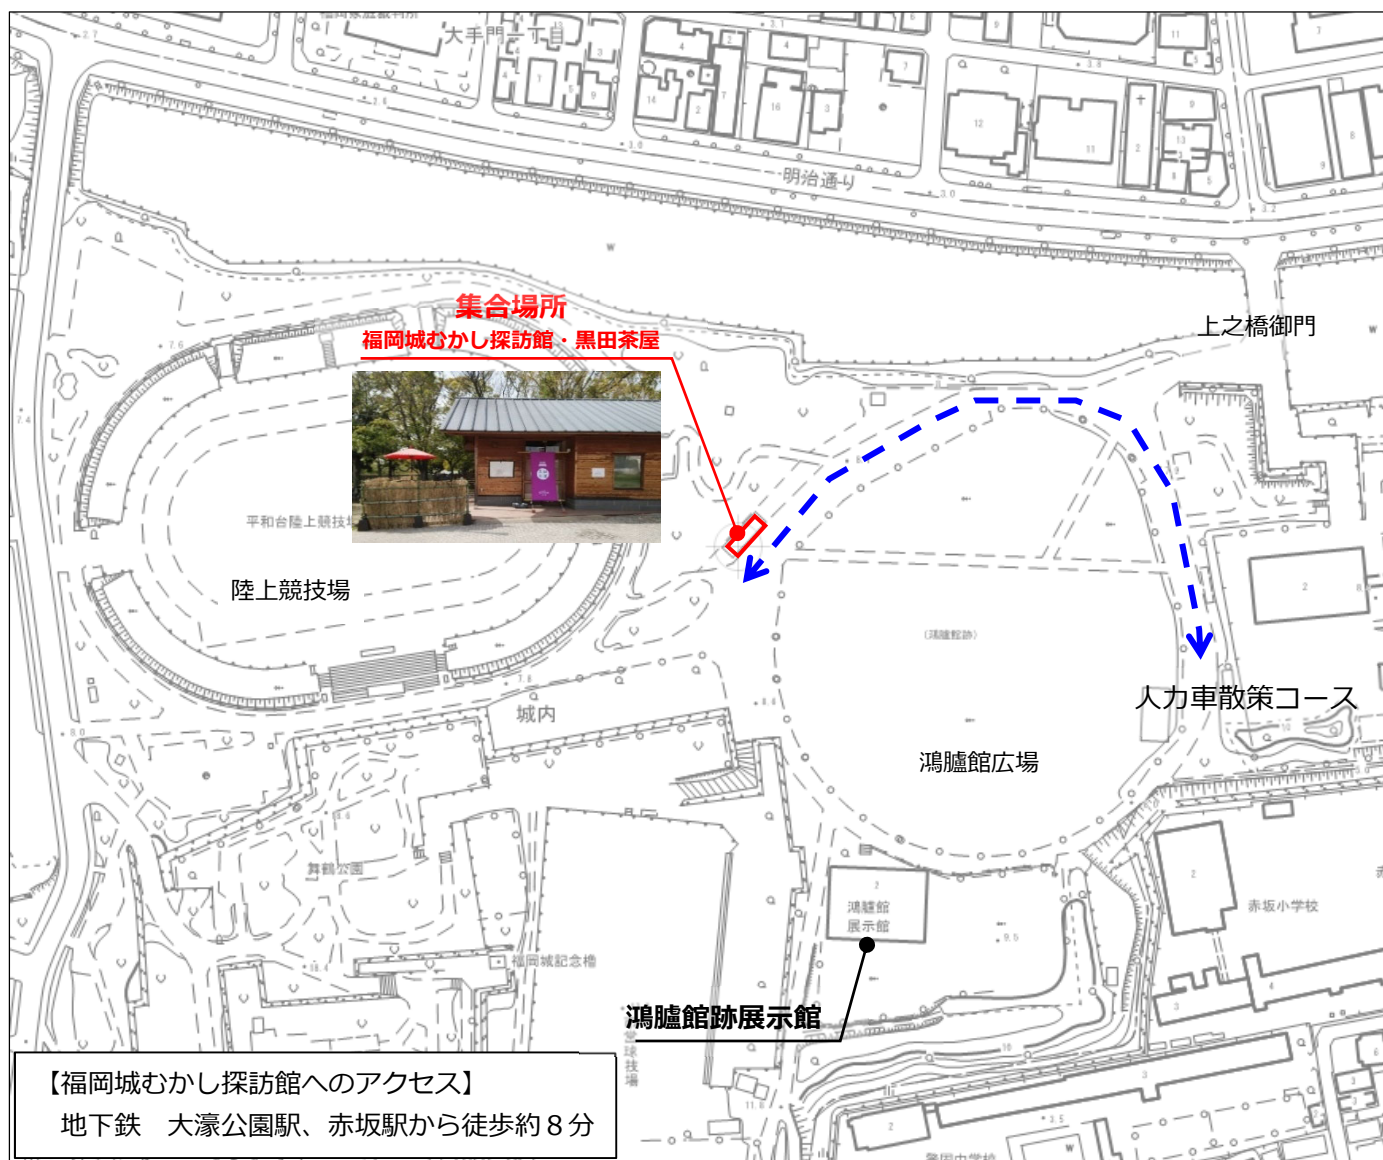 大手門一丁目
明治通り
集合場所
福岡城むかし探訪館・黒田茶屋
上之橋御門
平和台陸上競技場
陸上競技場
(鴻臚館跡)
人力車散策コース
城内
鴻臚館広場
舞鶴公園
2
鴻臚館
展示館
赤坂小学校
福岡城記念櫓
鴻臚館跡展示館
球技場
【福岡城むかし探訪館へのアクセス】
地下鉄　大濠公園駅、赤坂駅から徒歩約８分